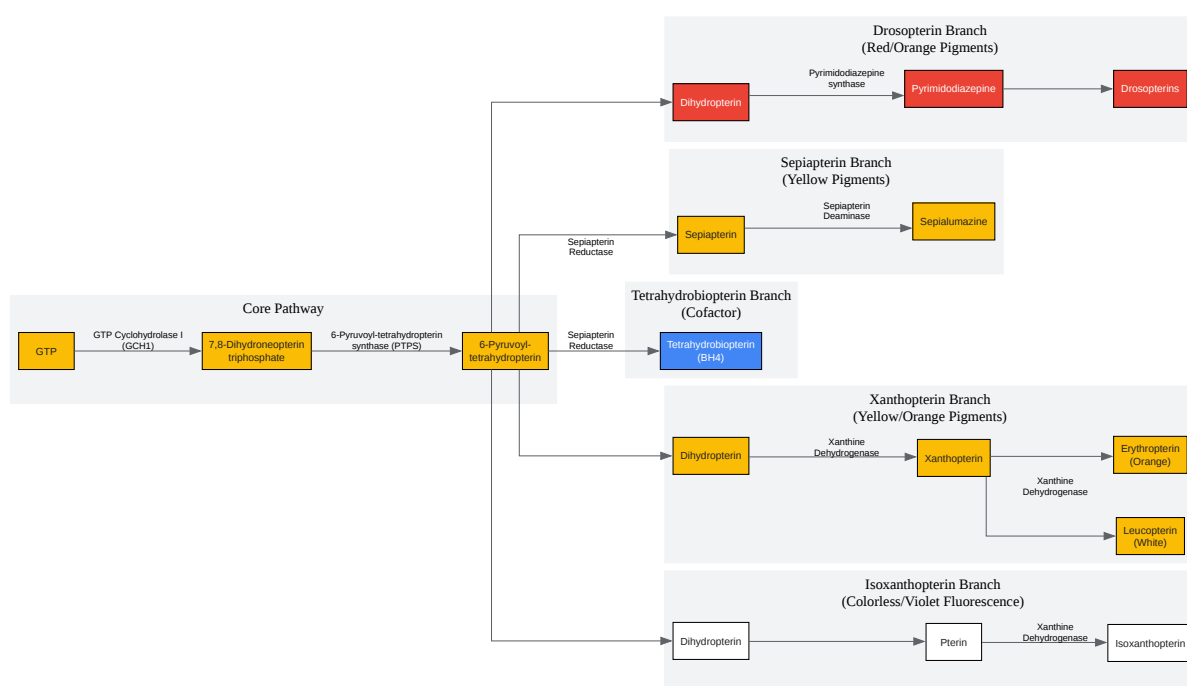 Drosopterin Branch
(Red/Orange Pigments)
Dihydropterin
Pyrimidodiazepine
synthase
Pyrimidodiazepine
Drosopterins
Sepiapterin Branch
(Yellow Pigments)
Sepiapterin
Reductase
Sepiapterin
Sepiapterin
Deaminase
Sepialumazine
Core Pathway
GTP
GTP Cyclohydrolase I
(GCH1)
7,8-Dihydroneopterin
triphosphate
6-Pyruvoyl-tetrahydropterin
synthase (PTPS)
6-Pyruvoyl-
tetrahydropterin
Sepiapterin
Reductase
Tetrahydrobiopterin Branch
(Cofactor)
Tetrahydrobiopterin
(BH4)
Xanthopterin Branch
(Yellow/Orange Pigments)
Dihydropterin
Xanthine
Dehydrogenase
Xanthopterin
Erythropterin
(Orange)
Xanthine
Dehydrogenase
Leucopterin
(White)
Isoxanthopterin Branch
(Colorless/Violet Fluorescence)
Dihydropterin
Pterin
Xanthine
Dehydrogenase
Isoxanthopterin